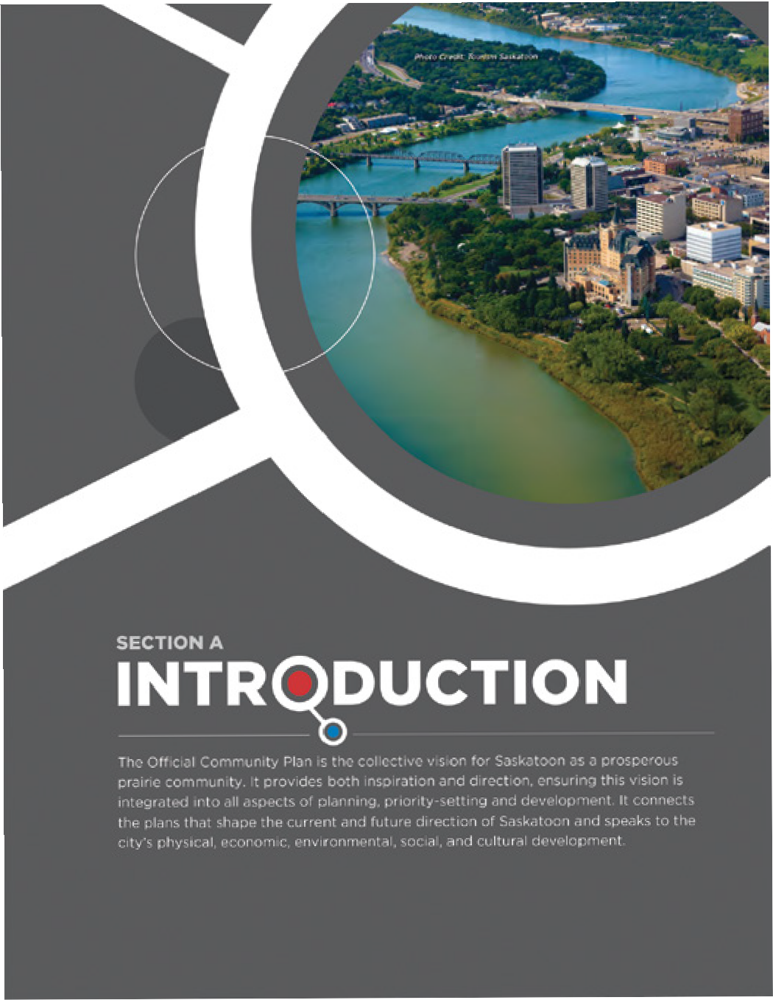 Photo Credit: Tourism Saskatoon
SECTION A
INTRODUCTION
The Official Community Plan is the collective vision for Saskatoon as a prosperous
prairie community. It provides both inspiration and direction, ensuring this vision is
integrated into all aspects of planning, priority-setting and development. It connects
the plans that shape the current and future direction of Saskatoon and speaks to the
city's physical, economic, environmental, social, and cultural development.